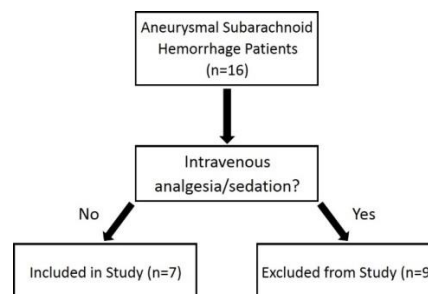 Aneurysmal Subarachnoid
Hemorrhage Patients
(n=16)
Intravenous
analgesia/sedation?
No
Yes
Included in Study (n=7)
Excluded from Study (n=9